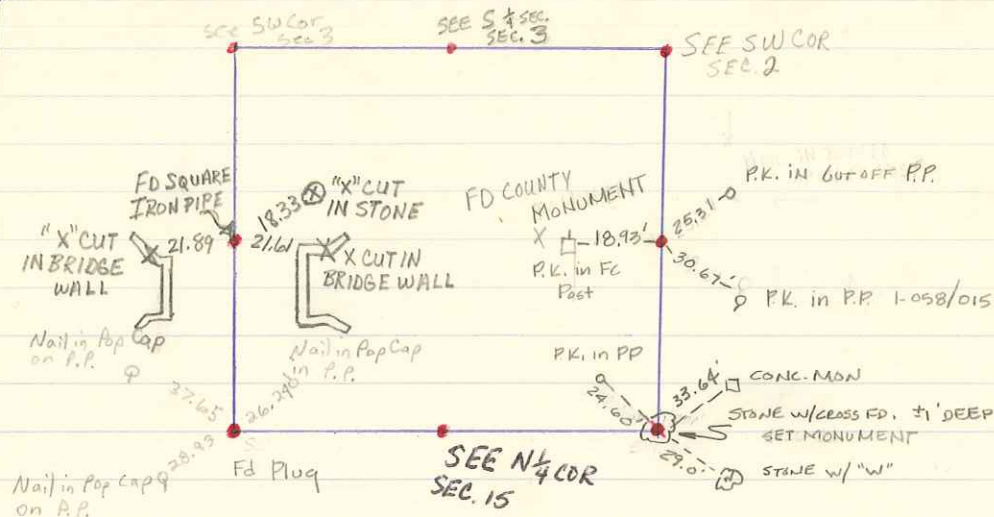 SEE SW COR
SEC 3
SEE S ¼ SEC.
SEC. 3
SEE SW COR
SEC. 2
FD SQUARE
IRON PIPE
18.33
"X" CUT
IN STONE
"X" CUT
IN BRIDGE
WALL
21.89
21.61
X CUT IN
BRIDGE WALL
FD COUNTY
MONUMENT
X
18.93'
P.K. in Fc
Post
25.31
P.K. IN CUT OFF P.P.
30.67'
P.K. in P.P. 1-058/015
Nail in Pop Cap
on P.P.
37.65
Nail in Pop Cap
in P.P.
26.29
28.93
Nail in Pop Cap
on P.P.
Fd Plug
SEE N ¼ COR
SEC. 15
P.K. in PP
24.60'
33.64'
CONC. MON
STONE W/CROSS FD. ±1' DEEP
SET MONUMENT
29.0'
STONE W/ "W"